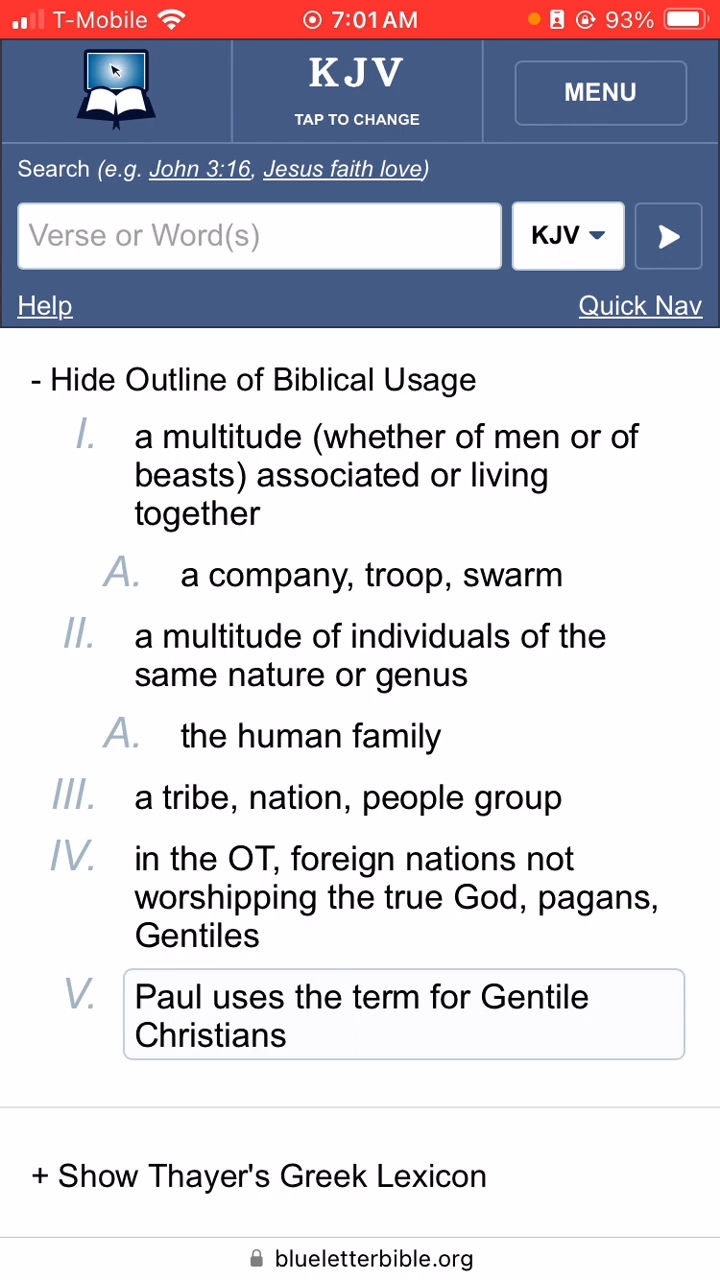 T-Mobile 7:01 AM 93%
KJV
TAP TO CHANGE
MENU
Search (e.g. John 3:16, Jesus faith love)
Verse or Word(s) KJV
Help Quick Nav
- Hide Outline of Biblical Usage
I. a multitude (whether of men or of
beasts) associated or living
together
A. a company, troop, swarm
II. a multitude of individuals of the
same nature or genus
A. the human family
III. a tribe, nation, people group
IV. in the OT, foreign nations not
worshipping the true God, pagans,
Gentiles
V. Paul uses the term for Gentile
Christians
+ Show Thayer's Greek Lexicon
blueletterbible.org